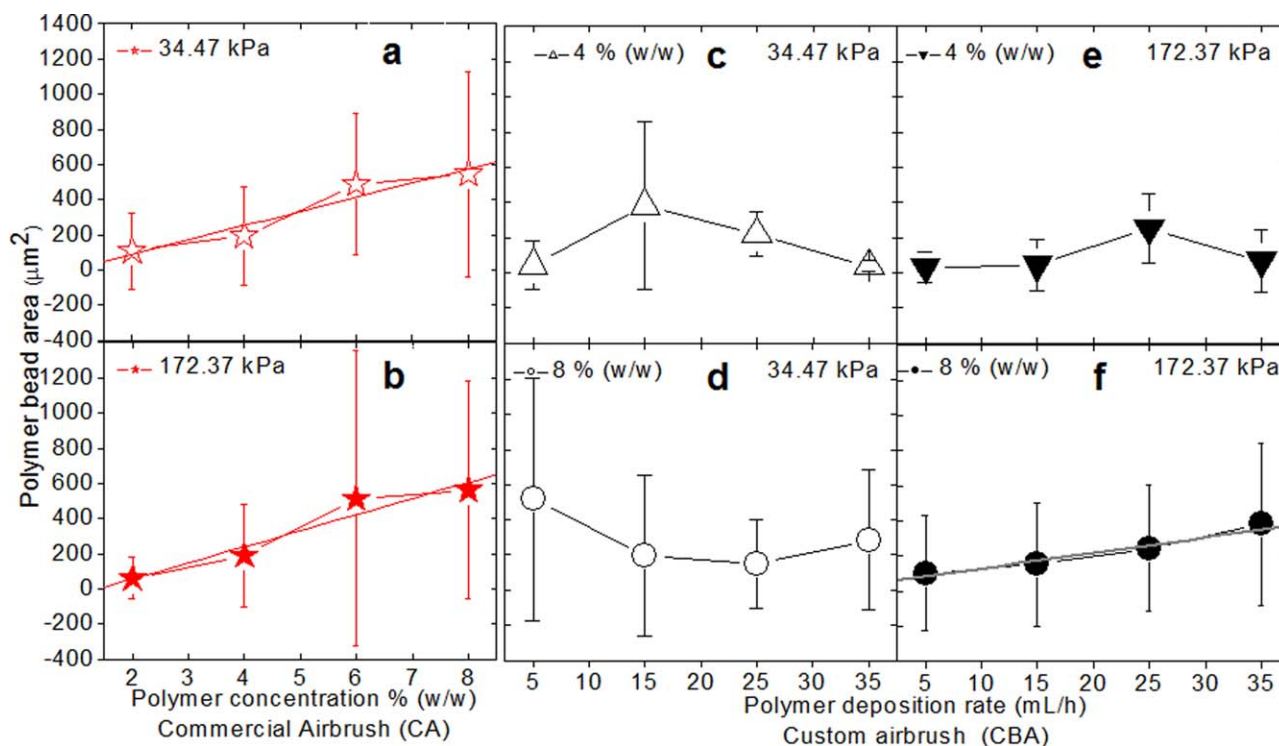 1400
1200
1000
800
600
400
200
0
-200
-400
1200
1000
800
600
400
200
0
-200
-400
Polymer bead area (μm²)
34.47 kPa
a
172.37 kPa
b
4 % (w/w) c 34.47 kPa
8 % (w/w) d 34.47 kPa
4 % (w/w) e 172.37 kPa
8 % (w/w) f 172.37 kPa
2 3 4 5 6 7 8
5 10 15 20 25 30 35
5 10 15 20 25 30 35
Polymer concentration % (w/w)
Commercial Airbrush (CA)
Polymer deposition rate (mL/h)
Custom airbrush (CBA)